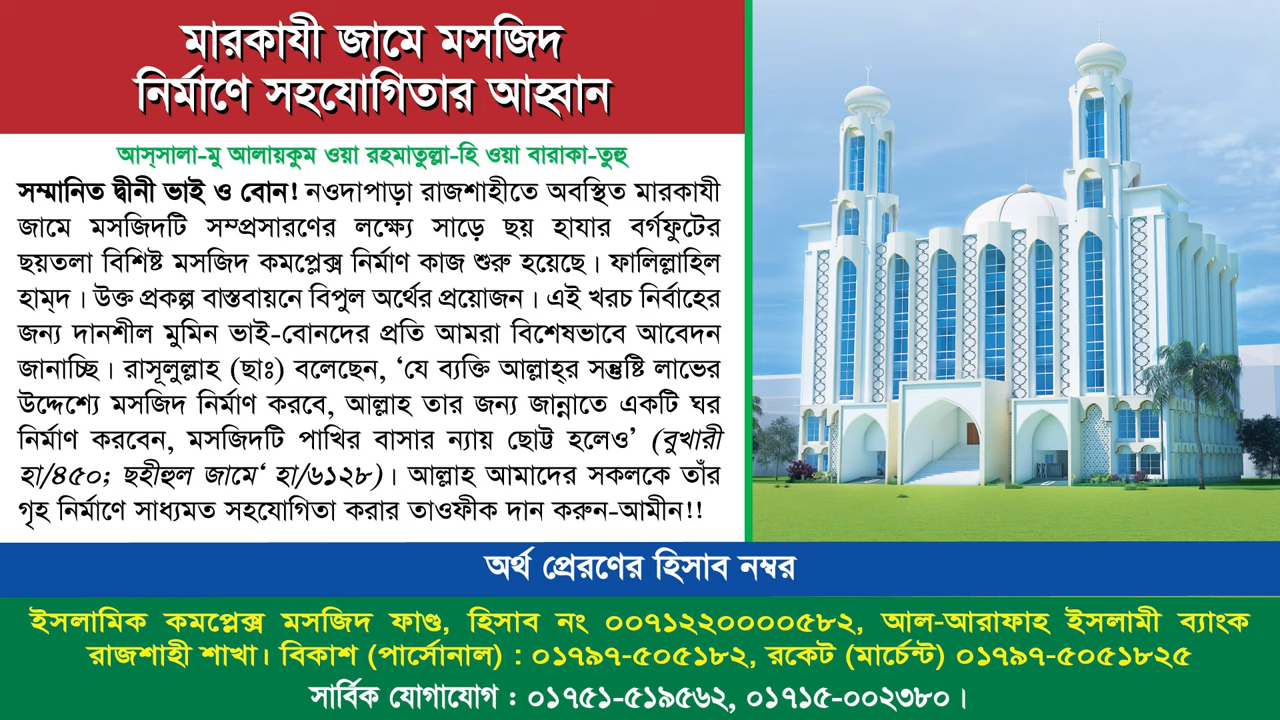 মারকাযী জামে মসজিদ
নির্মাণে সহযোগিতার আহ্বান
আস্সালা-মু আলায়কুম ওয়া রহমাতুল্লা-হি ওয়া বারাকা-তুহু
সম্মানিত দ্বীনী ভাই ও বোন! নওদাপাড়া রাজশাহীতে অবস্থিত মারকাযী
জামে মসজিদটি সম্প্রসারণের লক্ষ্যে সাড়ে ছয় হাযার বর্গফুটের
ছয়তলা বিশিষ্ট মসজিদ কমপ্লেক্স নির্মাণ কাজ শুরু হয়েছে। ফালিল্লাহিল
হাম্দ। উক্ত প্রকল্প বাস্তবায়নে বিপুল অর্থের প্রয়োজন। এই খরচ নির্বাহের
জন্য দানশীল মুমিন ভাই-বোনদের প্রতি আমরা বিশেষভাবে আবেদন
জানাচ্ছি। রাসূলুল্লাহ (ছাঃ) বলেছেন, ‘যে ব্যক্তি আল্লাহ্‌র সন্তুষ্টি লাভের
উদ্দেশ্যে মসজিদ নির্মাণ করবে, আল্লাহ তার জন্য জান্নাতে একটি ঘর
নির্মাণ করবেন, মসজিদটি পাখির বাসার ন্যায় ছোট্ট হলেও’ (বুখারী
হা/৪৫০; ছহীহুল জামে‘ হা/৬১২৮)। আল্লাহ আমাদের সকলকে তাঁর
গৃহ নির্মাণে সাধ্যমত সহযোগিতা করার তাওফীক দান করুন-আমীন!!
অর্থ প্রেরণের হিসাব নম্বর
ইসলামিক কমপ্লেক্স মসজিদ ফাণ্ড, হিসাব নং ০০৭১২২০০০০৫৮২, আল-আরাফাহ ইসলামী ব্যাংক
রাজশাহী শাখা। বিকাশ (পার্সোনাল) : ০১৭৯৭-৫০৫১৮২, রকেট (মার্চেন্ট) ০১৭৯৭-৫০৫১৮২৫
সার্বিক যোগাযোগ : ০১৭৫১-৫১৯৫৬২, ০১৭১৫-০০২৩৮০।